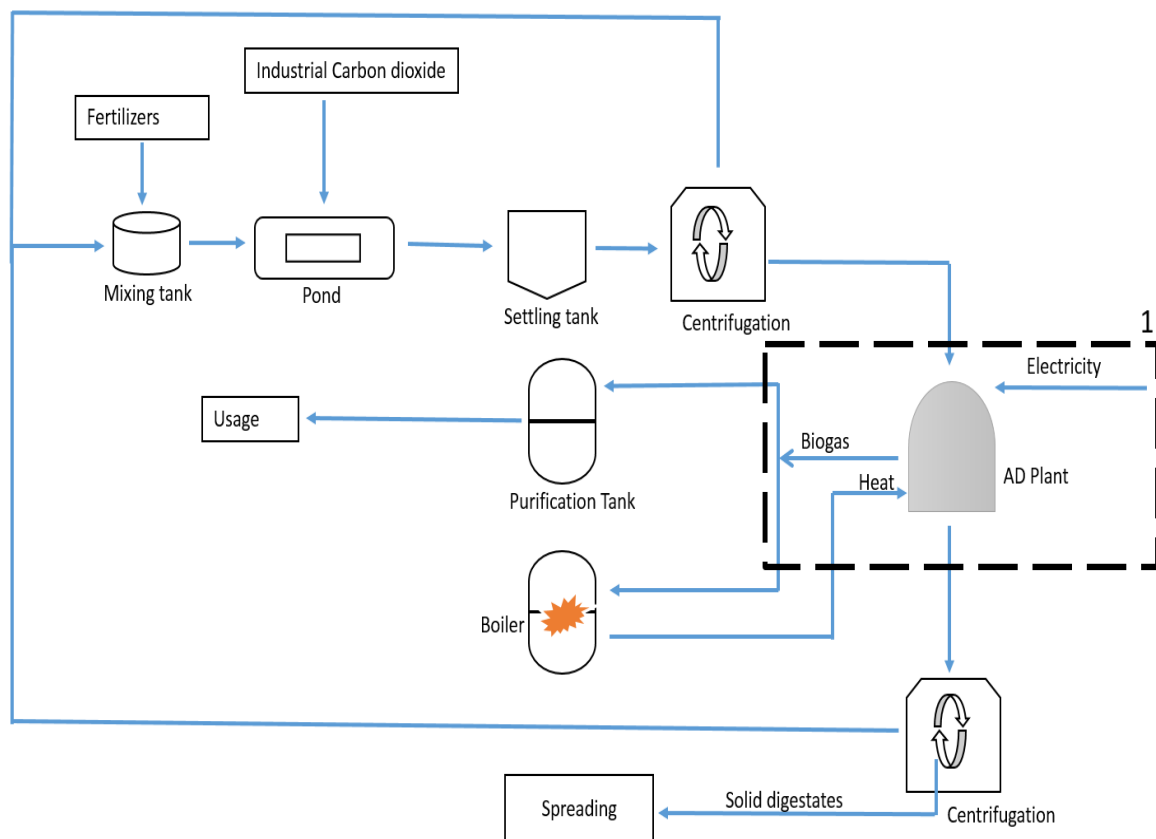 Industrial Carbon dioxide
Fertilizers
Mixing tank
Pond
Settling tank
Centrifugation
1
Electricity
Usage
Biogas
Heat
AD Plant
Purification Tank
Boiler
Spreading
Solid digestates
Centrifugation